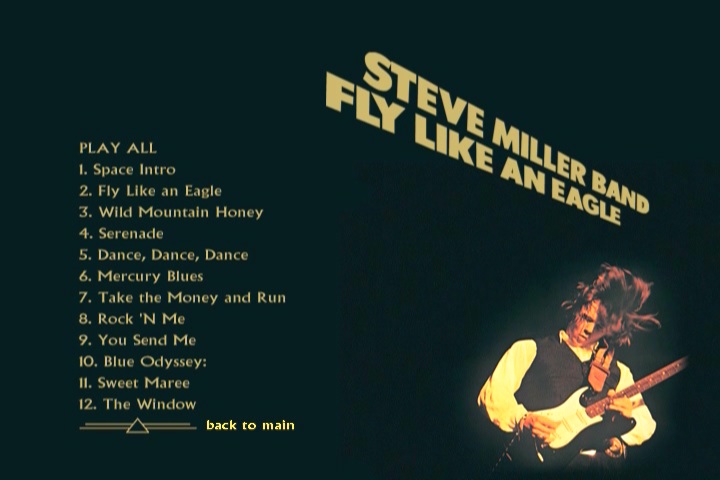 STEVE MILLER BAND
FLY LIKE AN EAGLE
PLAY ALL
1. Space Intro
2. Fly Like an Eagle
3. Wild Mountain Honey
4. Serenade
5. Dance, Dance, Dance
6. Mercury Blues
7. Take the Money and Run
8. Rock 'N Me
9. You Send Me
10. Blue Odyssey:
11. Sweet Maree
12. The Window
back to main